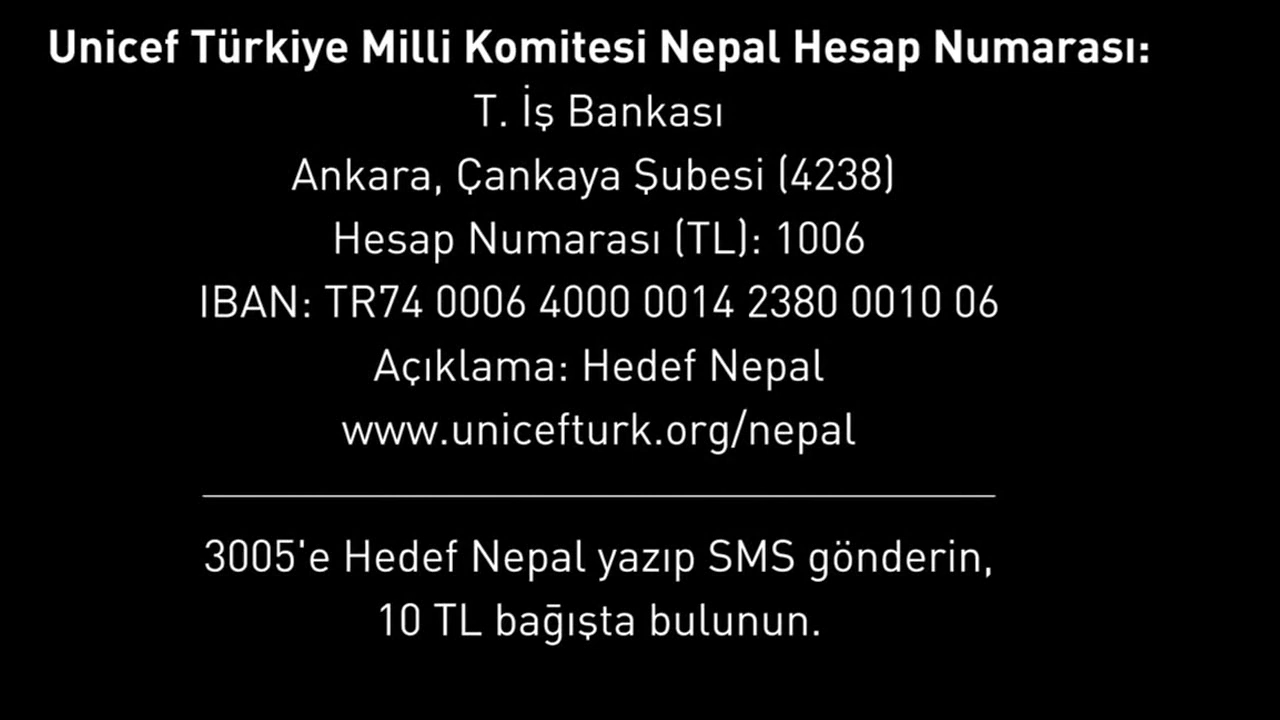 Unicef Türkiye Milli Komitesi Nepal Hesap Numarası:
T. İş Bankası
Ankara, Çankaya Şubesi (4238)
Hesap Numarası (TL): 1006
IBAN: TR74 0006 4000 0014 2380 0010 06
Açıklama: Hedef Nepal
www.unicefturk.org/nepal
3005'e Hedef Nepal yazıp SMS gönderin,
10 TL bağışta bulunun.